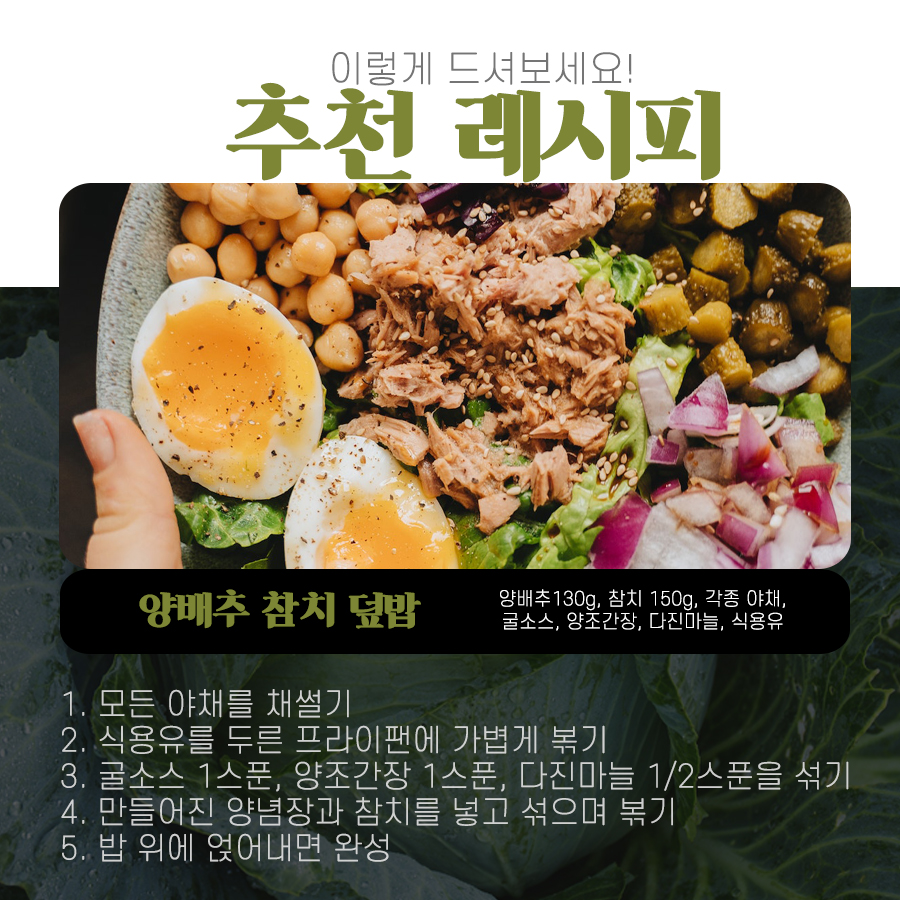 이렇게 드셔보세요!
추천 레시피
양배추 참치 덮밥
양배추130g, 참치 150g, 각종 야채,
굴소스, 양조간장, 다진마늘, 식용유
1. 모든 야채를 채썰기
2. 식용유를 두른 프라이팬에 가볍게 볶기
3. 굴소스 1스푼, 양조간장 1스푼, 다진마늘 1/2스푼을 섞기
4. 만들어진 양념장과 참치를 넣고 섞으며 볶기
5. 밥 위에 얹어내면 완성